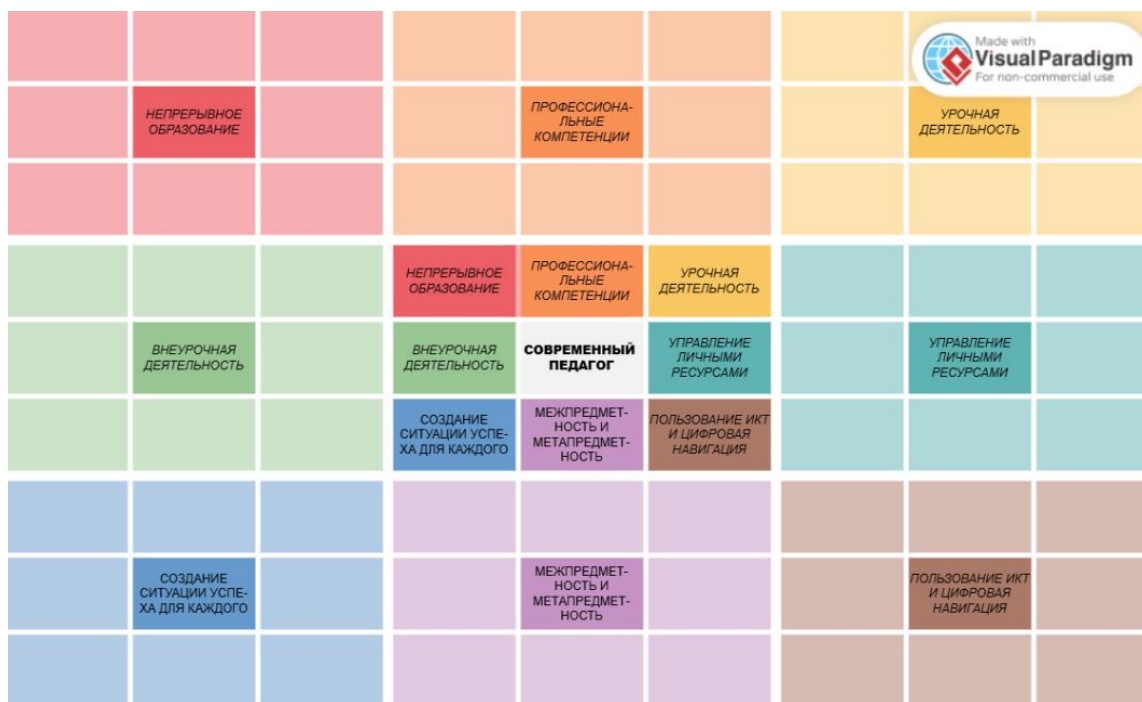 Made with
VisualParadigm
For non-commercial use
НЕПРЕРЫВНОЕ
ОБРАЗОВАНИЕ
ПРОФЕССИОНА-
ЛЬНЫЕ
КОМПЕТЕНЦИИ
УРОЧНАЯ
ДЕЯТЕЛЬНОСТЬ
НЕПРЕРЫВНОЕ
ОБРАЗОВАНИЕ
ПРОФЕССИОНА-
ЛЬНЫЕ
КОМПЕТЕНЦИИ
УРОЧНАЯ
ДЕЯТЕЛЬНОСТЬ
ВНЕУРОЧНАЯ
ДЕЯТЕЛЬНОСТЬ
ВНЕУРОЧНАЯ
ДЕЯТЕЛЬНОСТЬ
СОВРЕМЕННЫЙ
ПЕДАГОГ
УПРАВЛЕНИЕ
ЛИЧНЫМИ
РЕСУРСАМИ
УПРАВЛЕНИЕ
ЛИЧНЫМИ
РЕСУРСАМИ
СОЗДАНИЕ
СИТУАЦИИ УСПЕ-
ХА ДЛЯ КАЖДОГО
МЕЖПРЕДМЕТ-
НОСТЬ И
МЕТАПРЕДМЕТ-
НОСТЬ
ПОЛЬЗОВАНИЕ ИКТ
И ЦИФРОВАЯ
НАВИГАЦИЯ
СОЗДАНИЕ
СИТУАЦИИ УСПЕ-
ХА ДЛЯ КАЖДОГО
МЕЖПРЕДМЕТ-
НОСТЬ И
МЕТАПРЕДМЕТ-
НОСТЬ
ПОЛЬЗОВАНИЕ ИКТ
И ЦИФРОВАЯ
НАВИГАЦИЯ